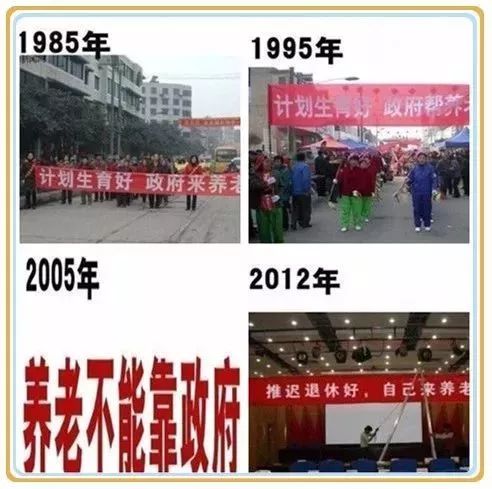 1985年
1995年
计划生育好 政府来养老
计划生育好 政府帮养老
2005年
2012年
养老不能靠政府
推迟退休好，自己来养老